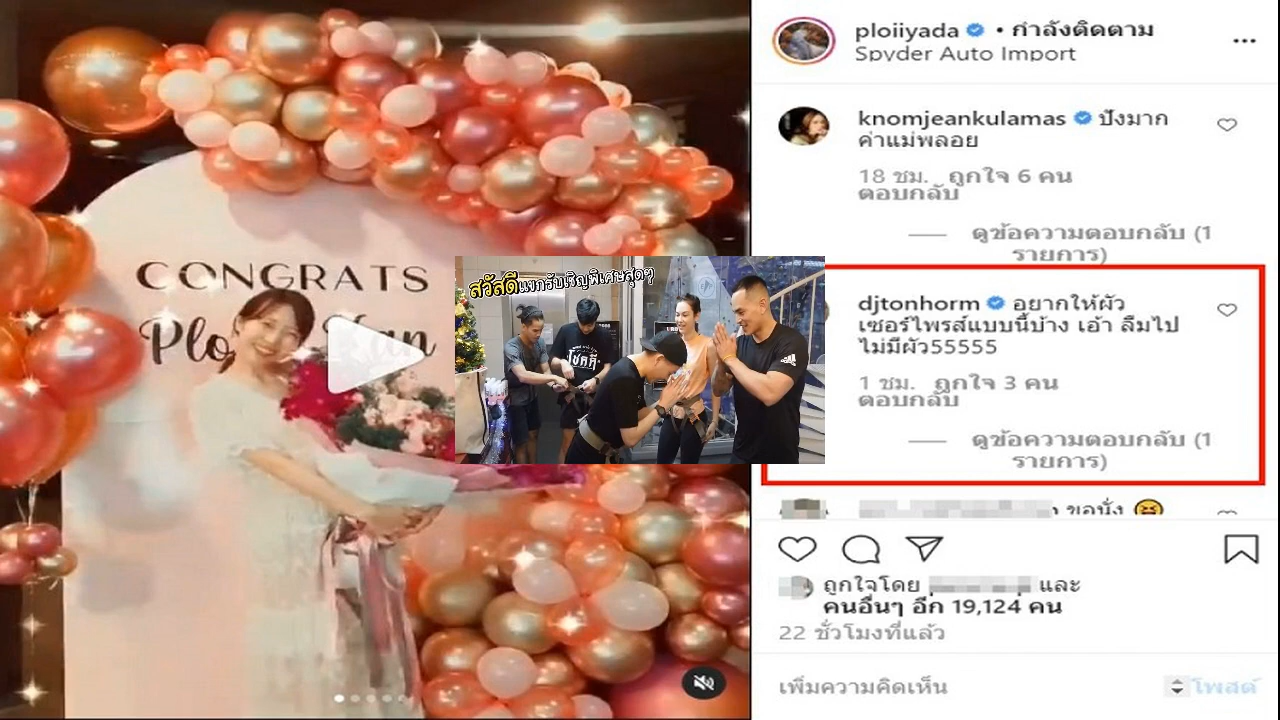 CONGRATS
Plo an
สวัสดีแขกรับเชิญพิเศษสุดๆ
โชคดี
adidas
ploiiyada • กำลังติดตาม
Spyder Auto Import
knomjeankulamas ปังมาก
ค่าแม่พลอย
18 ชม. ถูกใจ 6 คน
ตอบกลับ
ดูข้อความตอบกลับ (1
รายการ)
djtonhorm อยากให้ผัว
เซอร์ไพรส์แบบนี้บ้าง เอ้า ลืมไป
ไม่มีผัว55555
1 ชม. ถูกใจ 3 คน
ตอบกลับ
ดูข้อความตอบกลับ (1
รายการ)
ขอนั่ง
ถูกใจโดย และ
คนอื่นๆ อีก 19,124 คน
22 ชั่วโมงที่แล้ว
เพิ่มความคิดเห็น
โพสต์